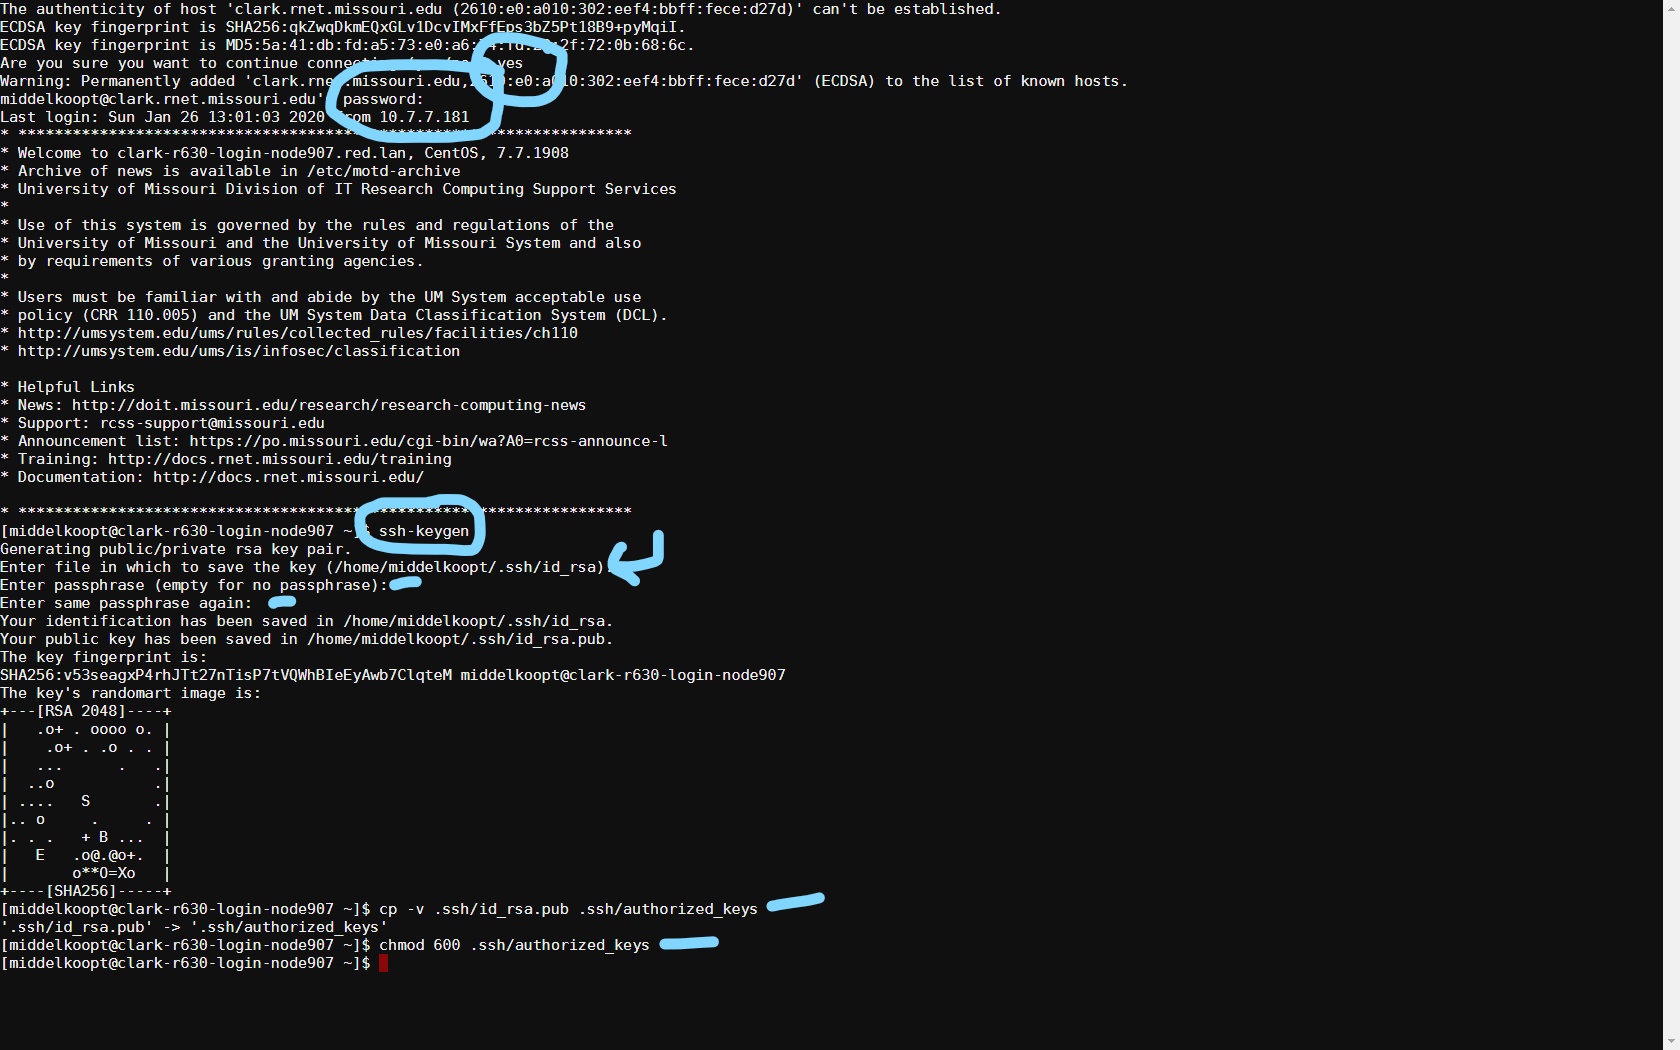 The authenticity of host 'clark.rnet.missouri.edu (2610:e0:a010:302:eef4:bbff:fece:d27d)' can't be established.
ECDSA key fingerprint is SHA256:qkZwqDkmEQxGLv1DcvIMxFfEps3bZ5Pt18B9+pyMqiI.
ECDSA key fingerprint is MD5:5a:41:db:fd:a5:73:e0:a6: :2f:72:0b:68:6c.
Are you sure you want to continue connecting yes
Warning: Permanently added 'clark.rnet.missouri.edu,2610:e0:a010:302:eef4:bbff:fece:d27d' (ECDSA) to the list of known hosts.
middelkoopt@clark.rnet.missouri.edu's password:
Last login: Sun Jan 26 13:01:03 2020 from 10.7.7.181
* ********************************************************************
* Welcome to clark-r630-login-node907.red.lan, CentOS, 7.7.1908
* Archive of news is available in /etc/motd-archive
* University of Missouri Division of IT Research Computing Support Services
*
* Use of this system is governed by the rules and regulations of the
* University of Missouri and the University of Missouri System and also
* by requirements of various granting agencies.
*
* Users must be familiar with and abide by the UM System acceptable use
* policy (CRR 110.005) and the UM System Data Classification System (DCL).
* http://umsystem.edu/ums/rules/collected_rules/facilities/ch110
* http://umsystem.edu/ums/is/infosec/classification
* Helpful Links
* News: http://doit.missouri.edu/research/research-computing-news
* Support: rcss-support@missouri.edu
* Announcement list: https://po.missouri.edu/cgi-bin/wa?A0=rcss-announce-l
* Training: http://docs.rnet.missouri.edu/training
* Documentation: http://docs.rnet.missouri.edu/
* ********************************************************************
[middelkoopt@clark-r630-login-node907 ~]$ ssh-keygen
Generating public/private rsa key pair.
Enter file in which to save the key (/home/middelkoopt/.ssh/id_rsa):
Enter passphrase (empty for no passphrase):
Enter same passphrase again:
Your identification has been saved in /home/middelkoopt/.ssh/id_rsa.
Your public key has been saved in /home/middelkoopt/.ssh/id_rsa.pub.
The key fingerprint is:
SHA256:v53seagxP4rhJTt27nTisP7tVQWhBIeEyAwb7ClqteM middelkoopt@clark-r630-login-node907
The key's randomart image is:
+---[RSA 2048]----+
|   .o+ . oooo o. |
|    .o+ . .o . . |
|   ...      .   .|
|  ..o           .|
| ....   S       .|
|.. o     .     . |
|. . .   + B ...  |
|   E   .o@.@o+.  |
|       o**O=Xo   |
+----[SHA256]-----+
[middelkoopt@clark-r630-login-node907 ~]$ cp -v .ssh/id_rsa.pub .ssh/authorized_keys
'.ssh/id_rsa.pub' -> '.ssh/authorized_keys'
[middelkoopt@clark-r630-login-node907 ~]$ chmod 600 .ssh/authorized_keys
[middelkoopt@clark-r630-login-node907 ~]$